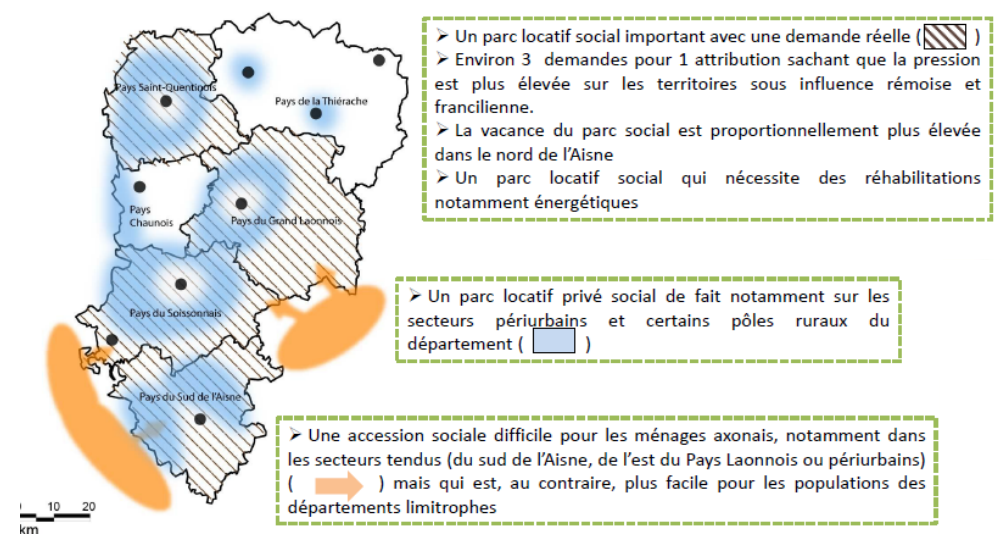 Pays Saint-Quentinois
Pays de la Thiérache
Pays
Chaunois
Pays du Grand Laonnois
Pays du Soissonnais
Pays du Sud de l'Aisne
10 20
km
➢ Un parc locatif social important avec une demande réelle ( )
➢ Environ 3 demandes pour 1 attribution sachant que la pression
est plus élevée sur les territoires sous influence rémoise et
francilienne.
➢ La vacance du parc social est proportionnellement plus élevée
dans le nord de l'Aisne
➢ Un parc locatif social qui nécessite des réhabilitations
notamment énergétiques
➢ Un parc locatif privé social de fait notamment sur les
secteurs périurbains et certains pôles ruraux du
département ( )
➢ Une accession sociale difficile pour les ménages axonais, notamment dans
les secteurs tendus (du sud de l'Aisne, de l'est du Pays Laonnois ou périurbains)
( ) mais qui est, au contraire, plus facile pour les populations des
départements limitrophes